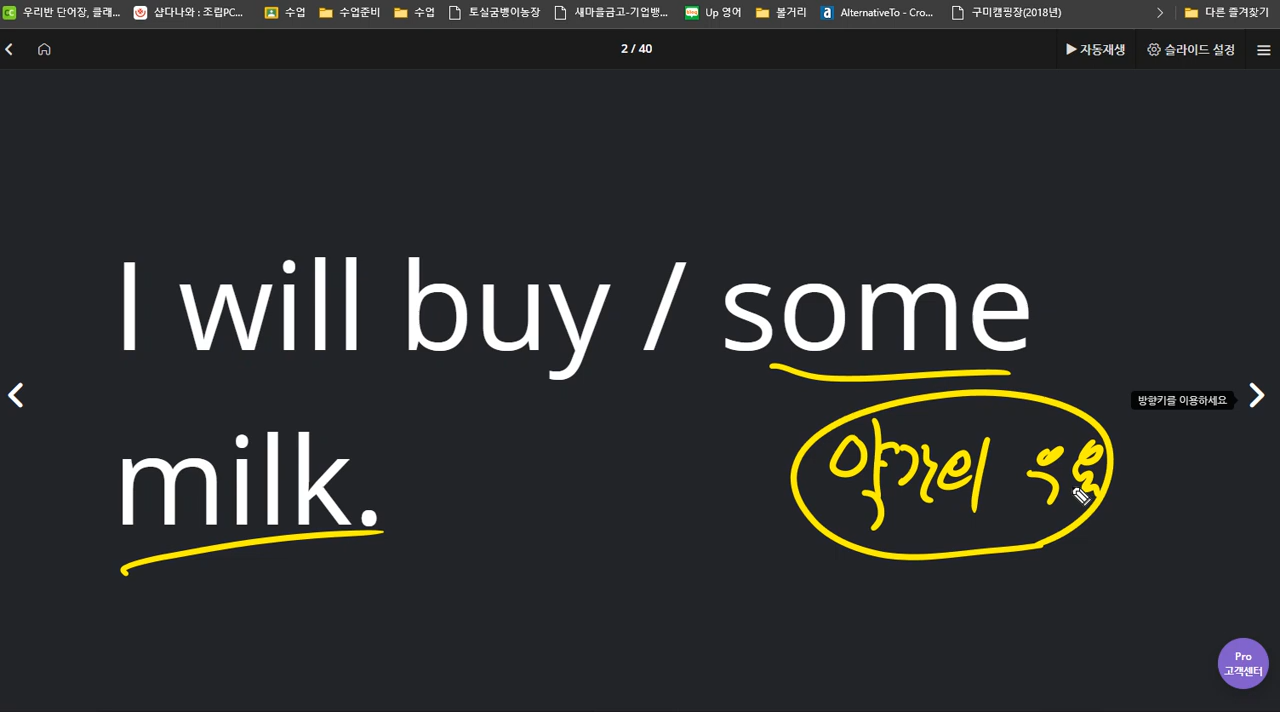 우리반 단어장, 클래... 샵다나와 : 조립PC... 수업 수업준비 수업 토실굼벵이농장 새마을금고-기업뱅... Up 영어 볼거리 AlternativeTo - Cro... 구미캠핑장(2018년) 다른 즐겨찾기
2 / 40 자동재생 슬라이드 설정
I will buy / some
방향키를 이용하세요
milk.
약간의 우유
Pro
고객센터